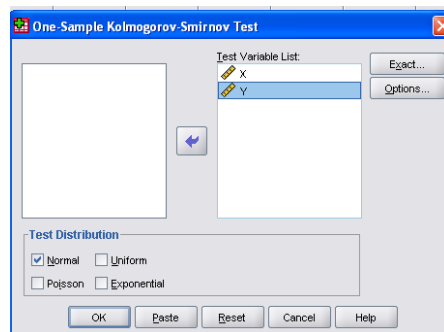 One-Sample Kolmogorov-Smirnov Test
Test Variable List:
X
Y
Exact...
Options...
Test Distribution
Normal Uniform
Poisson Exponential
OK Paste Reset Cancel Help